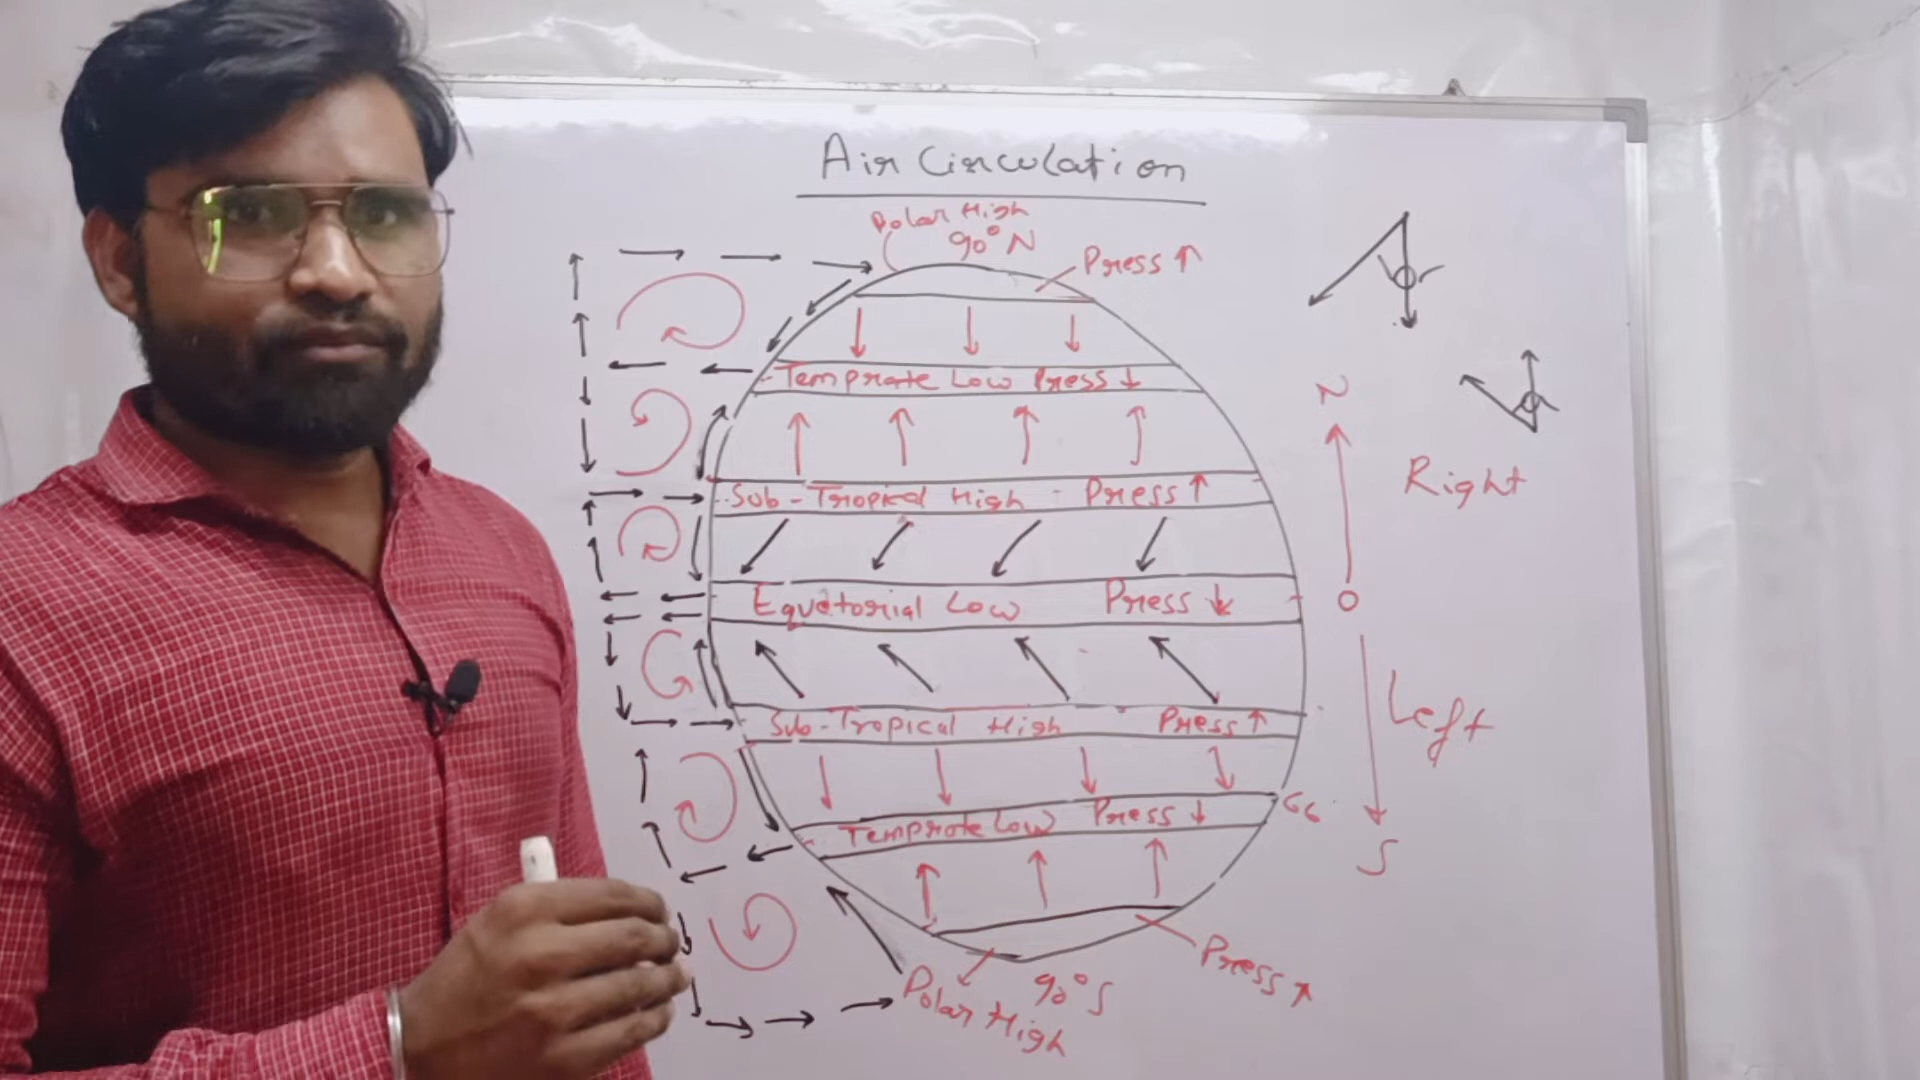 Air Circulation
Polar High
90° N
Press ↑
Temprate Low Press ↓
N
Sub-Tropical High - Press ↑
Right
Equatorial Low Press ↓
O
Sub-Tropical High Press ↑
Left
Temprate Low Press ↓
66
S
Press ↑
90° S
Polar High